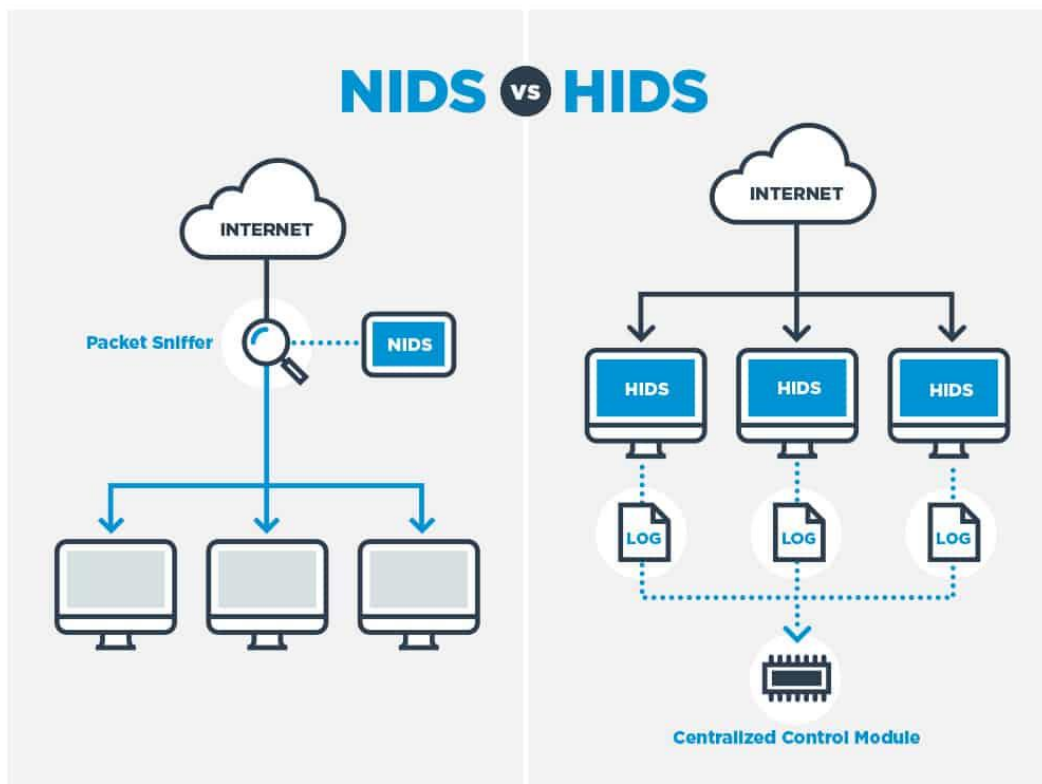 NIDS vs HIDS
INTERNET
Packet Sniffer
NIDS
INTERNET
HIDS
HIDS
HIDS
LOG
LOG
LOG
Centralized Control Module